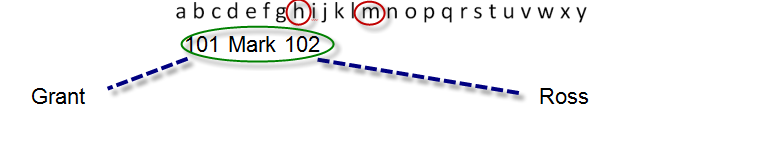 a b c d e f g h i j k l m n o p q r s t u v w x y
101 Mark 102
Grant Ross